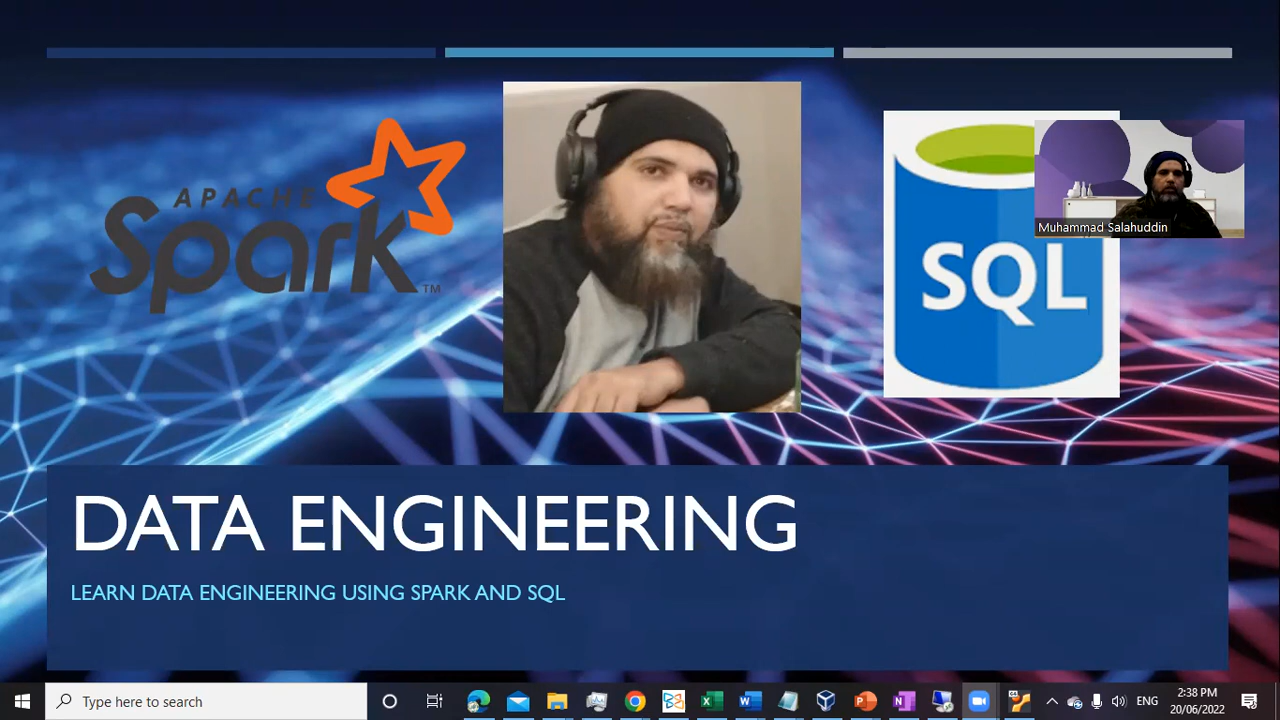 APACHE
Spark
TM
SQL
Muhammad Salahuddin
DATA ENGINEERING
LEARN DATA ENGINEERING USING SPARK AND SQL
Type here to search
ENG
2:38 PM
20/06/2022